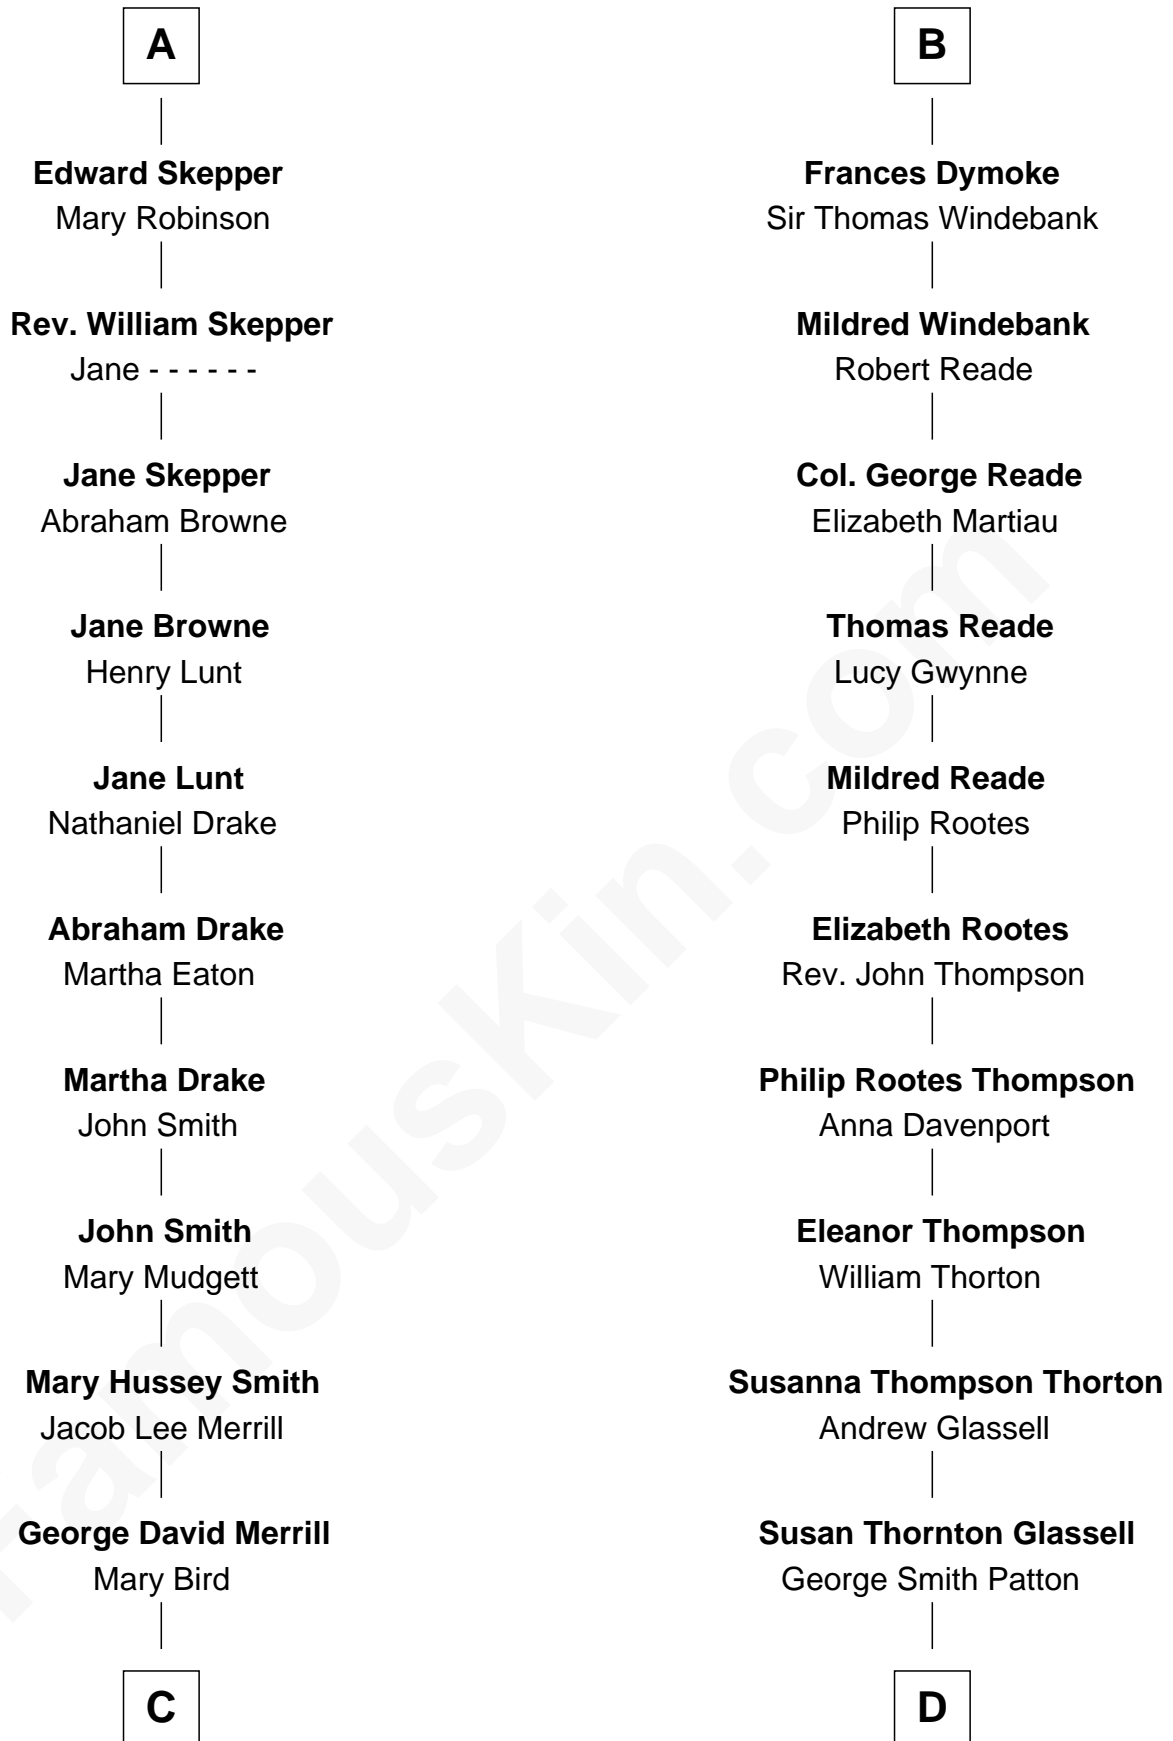 A
Edward Skepper
Mary Robinson
Rev. William Skepper
Jane - - - - - -
Jane Skepper
Abraham Browne
Jane Browne
Henry Lunt
Jane Lunt
Nathaniel Drake
Abraham Drake
Martha Eaton
Martha Drake
John Smith
John Smith
Mary Mudgett
Mary Hussey Smith
Jacob Lee Merrill
George David Merrill
Mary Bird
C
B
Frances Dymoke
Sir Thomas Windebank
Mildred Windebank
Robert Reade
Col. George Reade
Elizabeth Martiau
Thomas Reade
Lucy Gwynne
Mildred Reade
Philip Rootes
Elizabeth Rootes
Rev. John Thompson
Philip Rootes Thompson
Anna Davenport
Eleanor Thompson
William Thorton
Susanna Thompson Thorton
Andrew Glassell
Susan Thornton Glassell
George Smith Patton
D
FamousKin.com